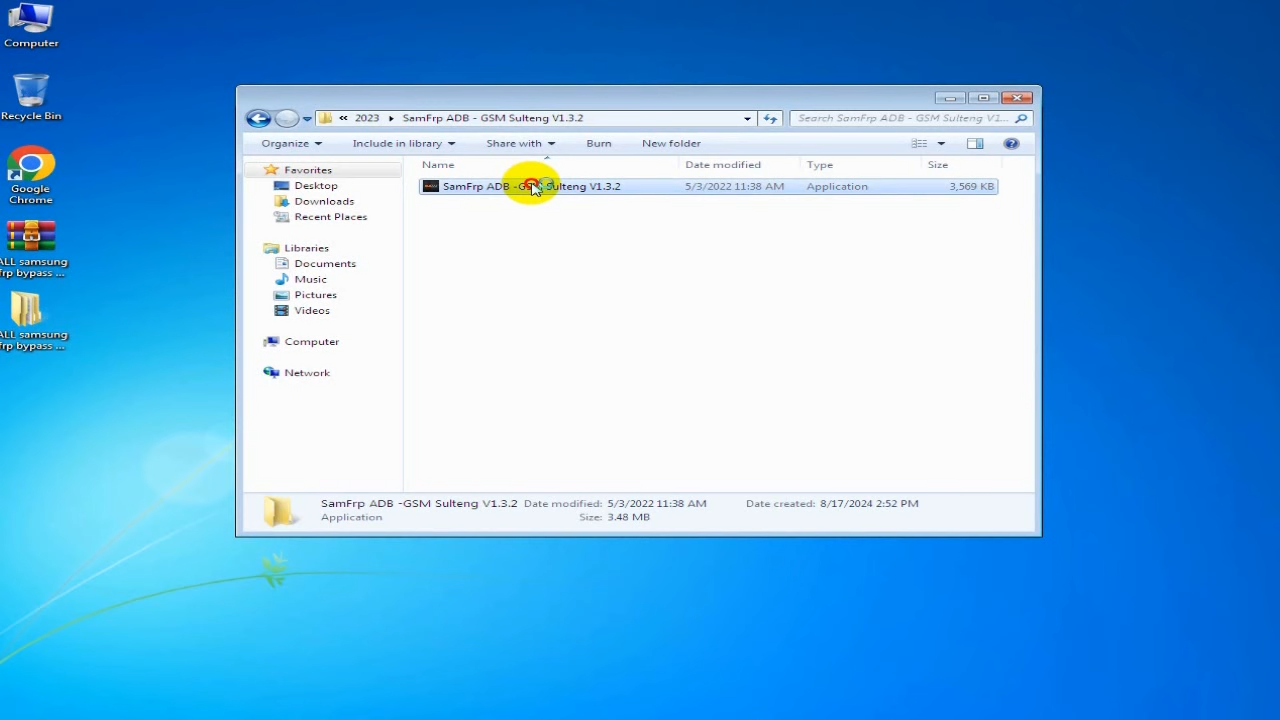 Computer
Recycle Bin
Google
Chrome
ALL samsung
frp bypass ...
ALL samsung
frp bypass ...
2023 SamFrp ADB - GSM Sulteng V1.3.2
Search SamFrp ADB - GSM Sulteng V1...
Organize Include in library Share with Burn New folder
Favorites
Desktop
Downloads
Recent Places
Libraries
Documents
Music
Pictures
Videos
Computer
Network
Name Date modified Type Size
SamFrp ADB -GSM Sulteng V1.3.2 5/3/2022 11:38 AM Application 3,569 KB
SamFrp ADB -GSM Sulteng V1.3.2 Date modified: 5/3/2022 11:38 AM Date created: 8/17/2024 2:52 PM
Application Size: 3.48 MB